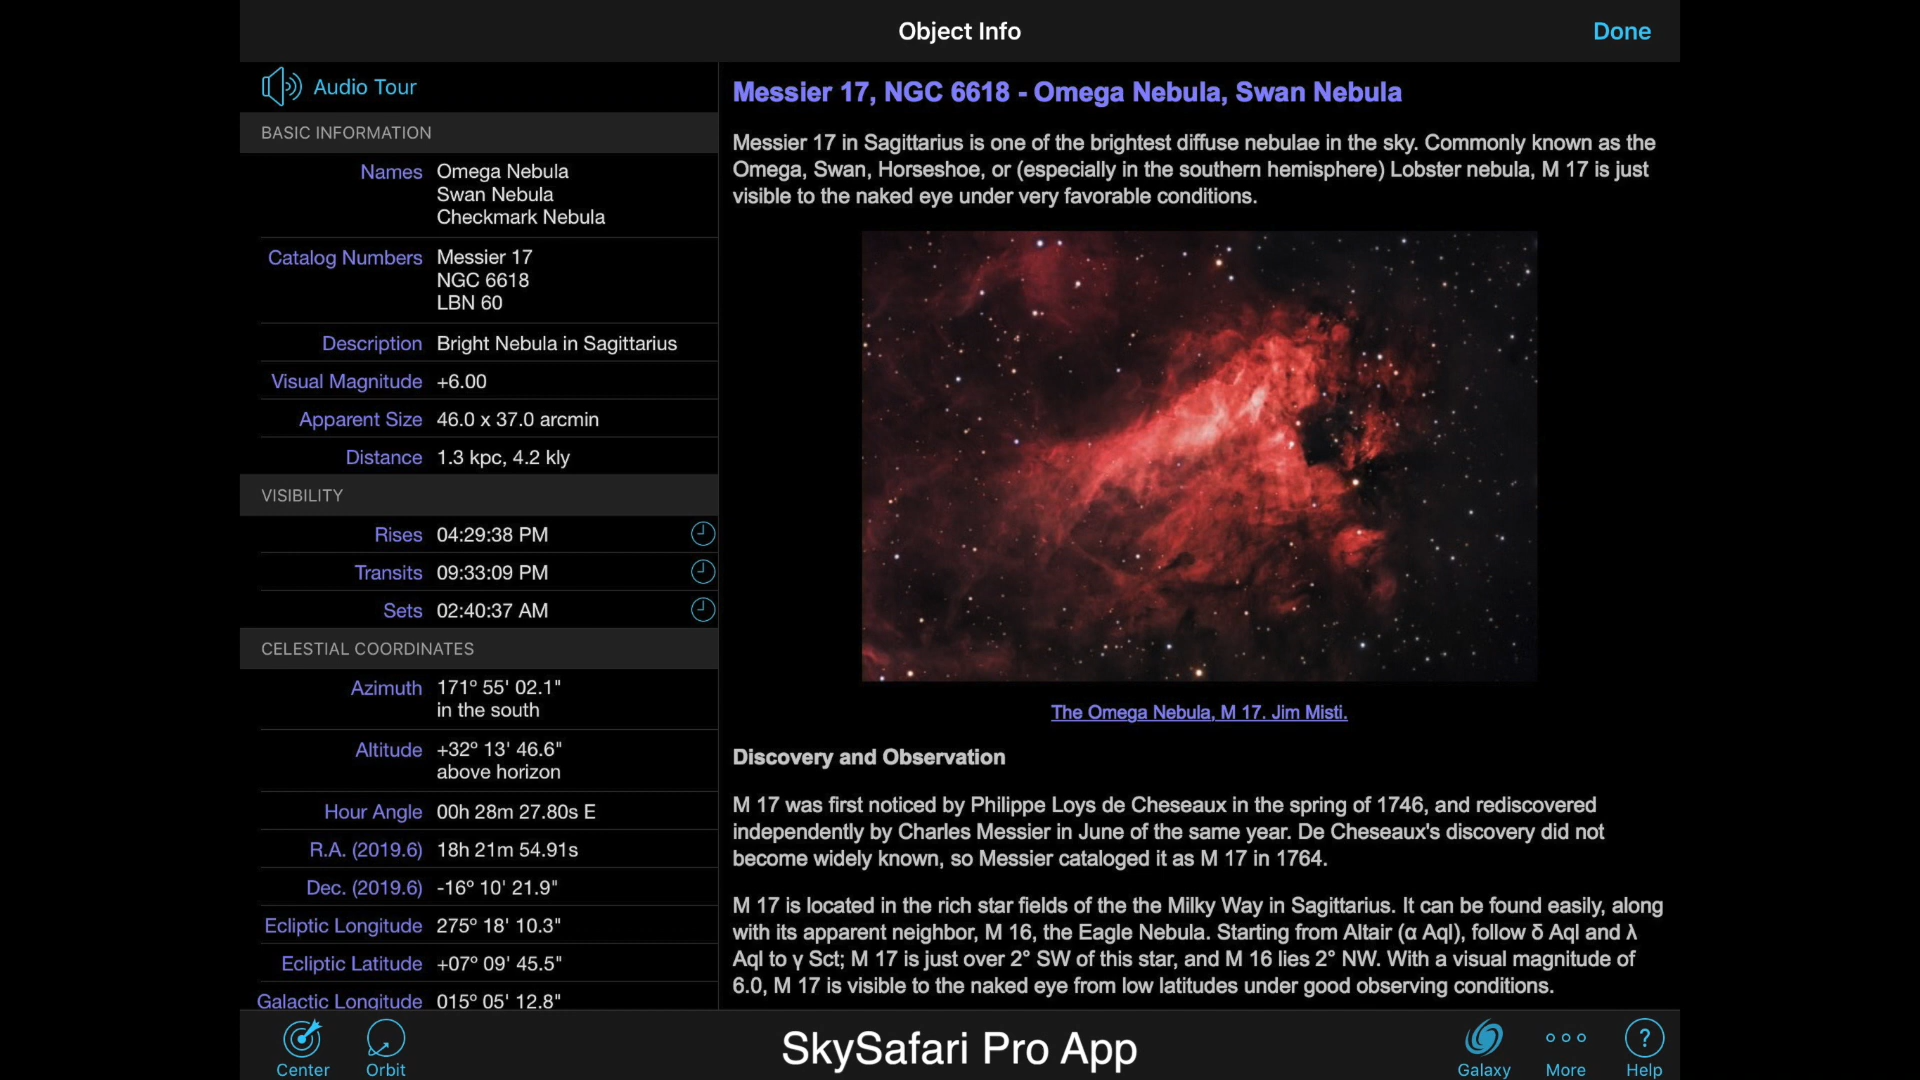 Object Info
Done
Audio Tour
BASIC INFORMATION
Names Omega Nebula
Swan Nebula
Checkmark Nebula
Catalog Numbers Messier 17
NGC 6618
LBN 60
Description Bright Nebula in Sagittarius
Visual Magnitude +6.00
Apparent Size 46.0 x 37.0 arcmin
Distance 1.3 kpc, 4.2 kly
VISIBILITY
Rises 04:29:38 PM
Transits 09:33:09 PM
Sets 02:40:37 AM
CELESTIAL COORDINATES
Azimuth 171° 55' 02.1"
in the south
Altitude +32° 13' 46.6"
above horizon
Hour Angle 00h 28m 27.80s E
R.A. (2019.6) 18h 21m 54.91s
Dec. (2019.6) -16° 10' 21.9"
Ecliptic Longitude 275° 18' 10.3"
Ecliptic Latitude +07° 09' 45.5"
Galactic Longitude 015° 05' 12.8"
Messier 17, NGC 6618 - Omega Nebula, Swan Nebula
Messier 17 in Sagittarius is one of the brightest diffuse nebulae in the sky. Commonly known as the
Omega, Swan, Horseshoe, or (especially in the southern hemisphere) Lobster nebula, M 17 is just
visible to the naked eye under very favorable conditions.
The Omega Nebula, M 17. Jim Misti.
Discovery and Observation
M 17 was first noticed by Philippe Loys de Cheseaux in the spring of 1746, and rediscovered
independently by Charles Messier in June of the same year. De Cheseaux's discovery did not
become widely known, so Messier cataloged it as M 17 in 1764.
M 17 is located in the rich star fields of the the Milky Way in Sagittarius. It can be found easily, along
with its apparent neighbor, M 16, the Eagle Nebula. Starting from Altair (α Aql), follow δ Aql and λ
Aql to γ Sct; M 17 is just over 2° SW of this star, and M 16 lies 2° NW. With a visual magnitude of
6.0, M 17 is visible to the naked eye from low latitudes under good observing conditions.
Center
Orbit
SkySafari Pro App
Galaxy
More
?
Help